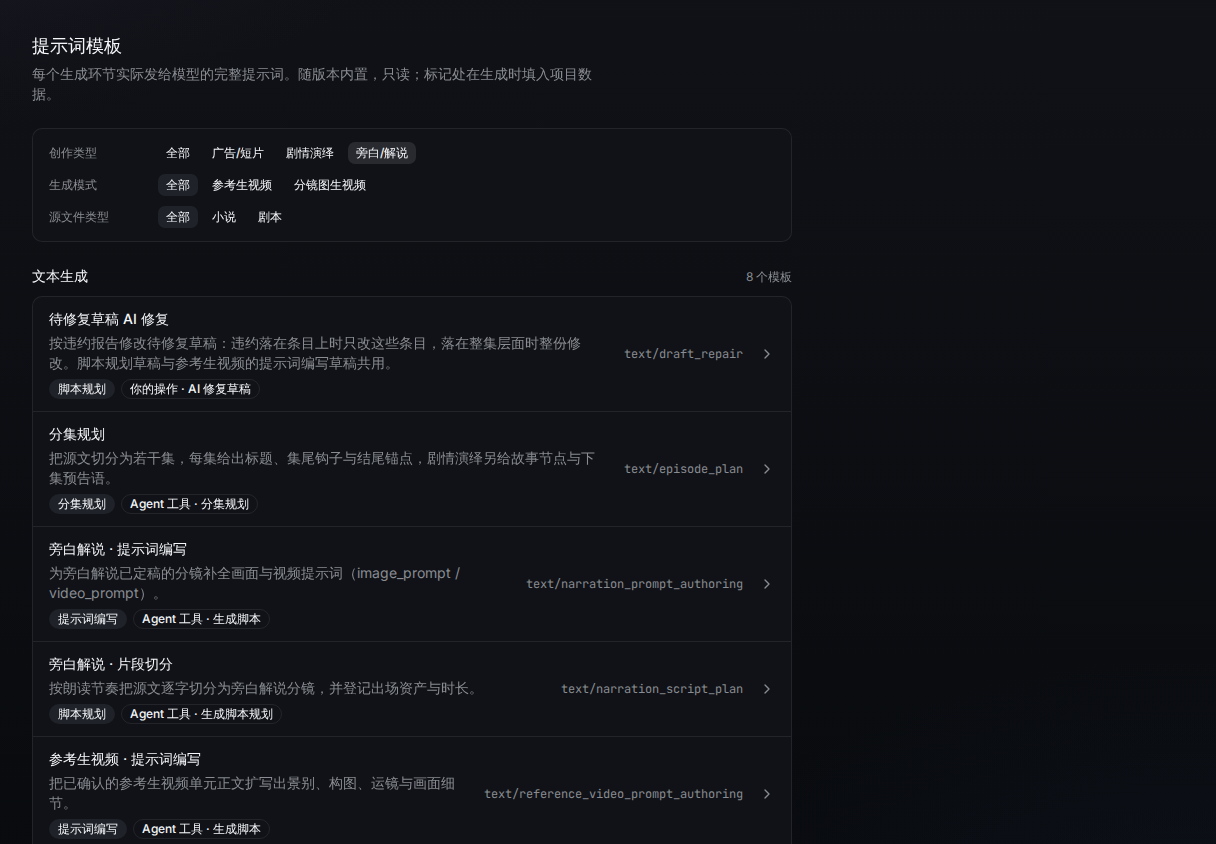 提示词模板
每个生成环节实际发给模型的完整提示词。随版本内置，只读；标记处在生成时填入项目数
据。
创作类型 全部 广告/短片 剧情演绎 旁白/解说
生成模式 全部 参考生视频 分镜图生视频
源文件类型 全部 小说 剧本
文本生成 8 个模板
待修复草稿 AI 修复
按违约报告修改待修复草稿：违约落在条目上时只改这些条目，落在整集层面时整份修
改。脚本规划草稿与参考生视频的提示词编写草稿共用。
text/draft_repair
脚本规划 你的操作 · AI 修复草稿
分集规划
把源文切分为若干集，每集给出标题、集尾钩子与结尾锚点，剧情演绎另给故事节点与下
集预告语。
text/episode_plan
分集规划 Agent 工具 · 分集规划
旁白解说 · 提示词编写
为旁白解说已定稿的分镜补全画面与视频提示词（image_prompt /
video_prompt）。
text/narration_prompt_authoring
提示词编写 Agent 工具 · 生成脚本
旁白解说 · 片段切分
按朗读节奏把源文逐字切分为旁白解说分镜，并登记出场资产与时长。
text/narration_script_plan
脚本规划 Agent 工具 · 生成脚本规划
参考生视频 · 提示词编写
把已确认的参考生视频单元正文扩写出景别、构图、运镜与画面细
节。
text/reference_video_prompt_authoring
提示词编写 Agent 工具 · 生成脚本